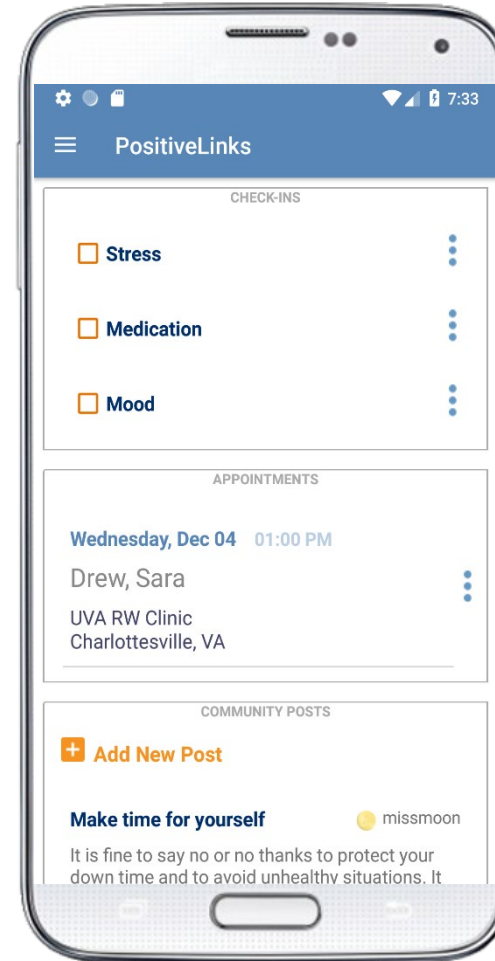 7:33
PositiveLinks
CHECK-INS
Stress
Medication
Mood
APPOINTMENTS
Wednesday, Dec 04 01:00 PM
Drew, Sara
UVA RW Clinic
Charlottesville, VA
COMMUNITY POSTS
Add New Post
Make time for yourself missmoon
It is fine to say no or no thanks to protect your
down time and to avoid unhealthy situations. It